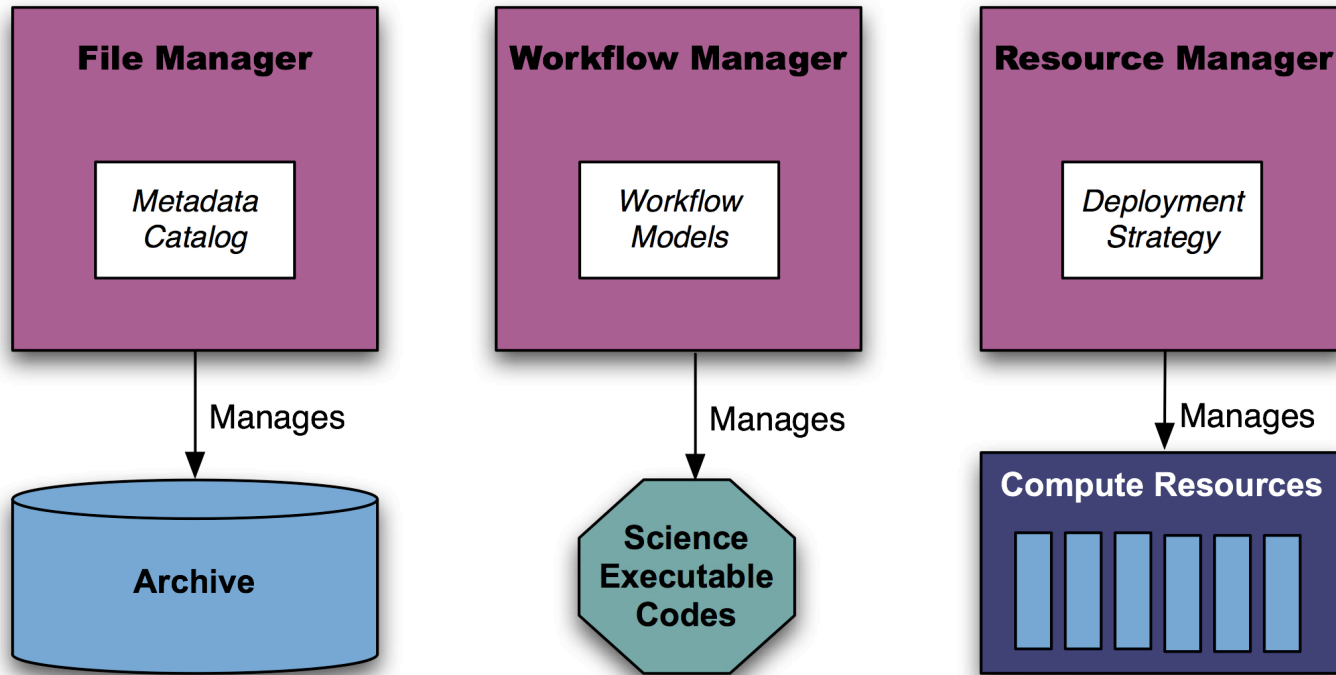 File Manager
Metadata
Catalog
Manages
Archive
Workflow Manager
Workflow
Models
Manages
Science
Executable
Codes
Resource Manager
Deployment
Strategy
Manages
Compute Resources